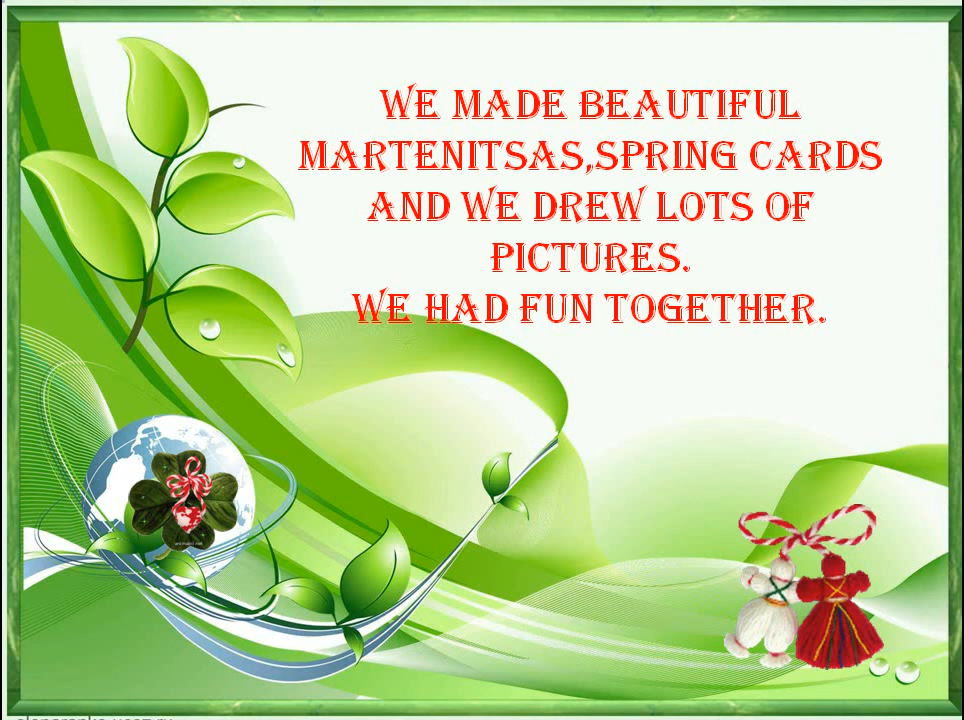 WE MADE BEAUTIFUL
MARTENITSAS,SPRING CARDS
AND WE DREW LOTS OF
PICTURES.
WE HAD FUN TOGETHER.